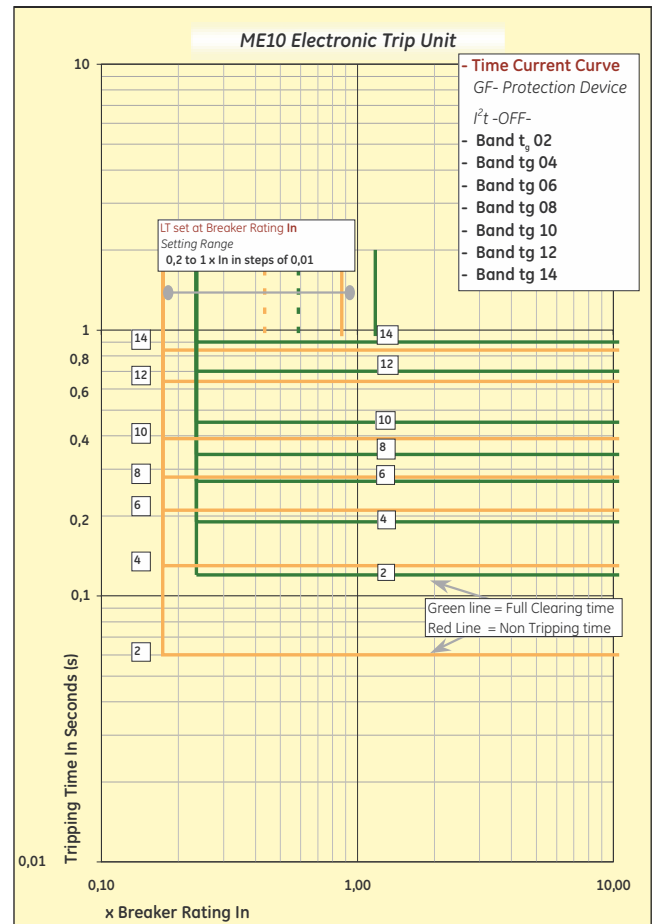 ME10 Electronic Trip Unit
10
- Time Current Curve
GF- Protection Device
I²t -OFF-
- Band tg 02
- Band tg 04
- Band tg 06
- Band tg 08
- Band tg 10
- Band tg 12
- Band tg 14
LT set at Breaker Rating In
Setting Range
0,2 to 1 x In in steps of 0,01
1
14
14
0,8
12
12
0,6
10
10
0,4
8
8
6
6
0,2
4
4
2
0,1
Green line = Full Clearing time
Red Line = Non Tripping time
2
Tripping Time In Seconds (s)
0,01
0,10
1,00
10,00
x Breaker Rating In